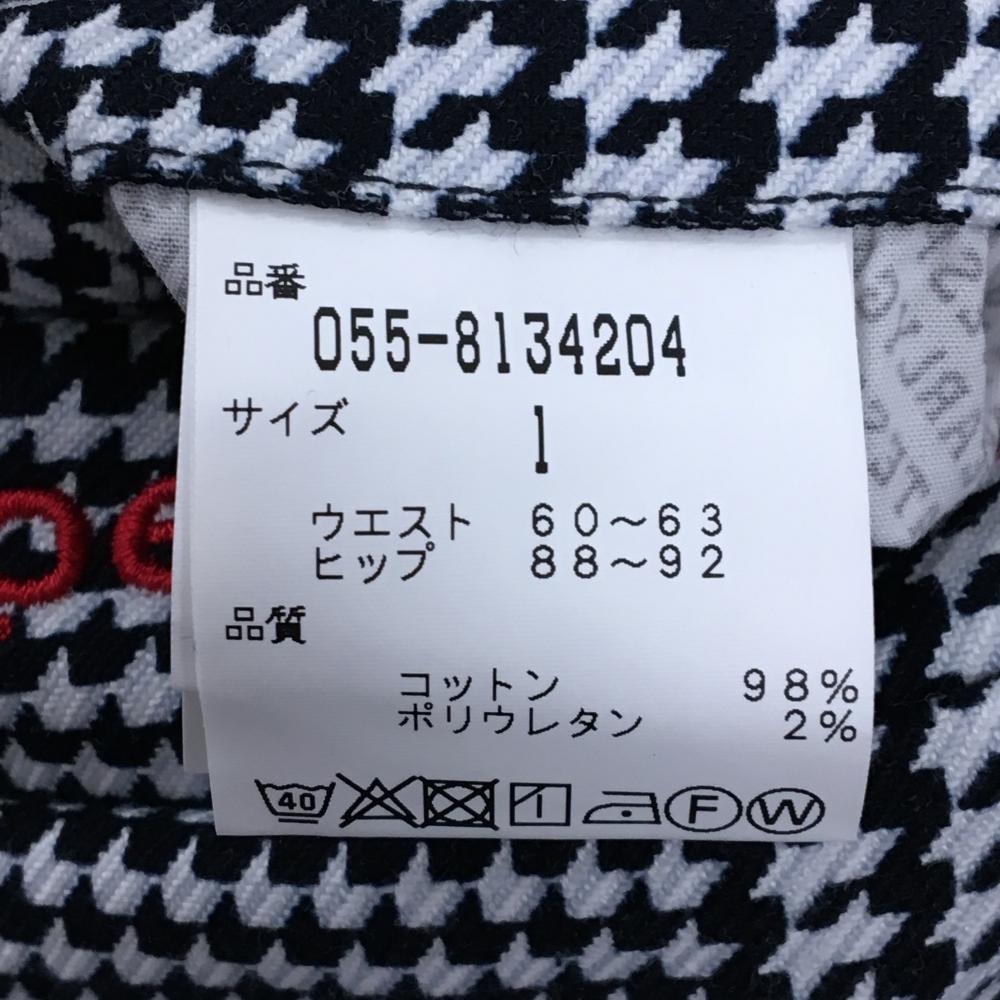 品番
055-8134204
サイズ
1
ウエスト 60〜63
ヒップ 88〜92
品質
コットン 98%
ポリウレタン 2%
40 F W